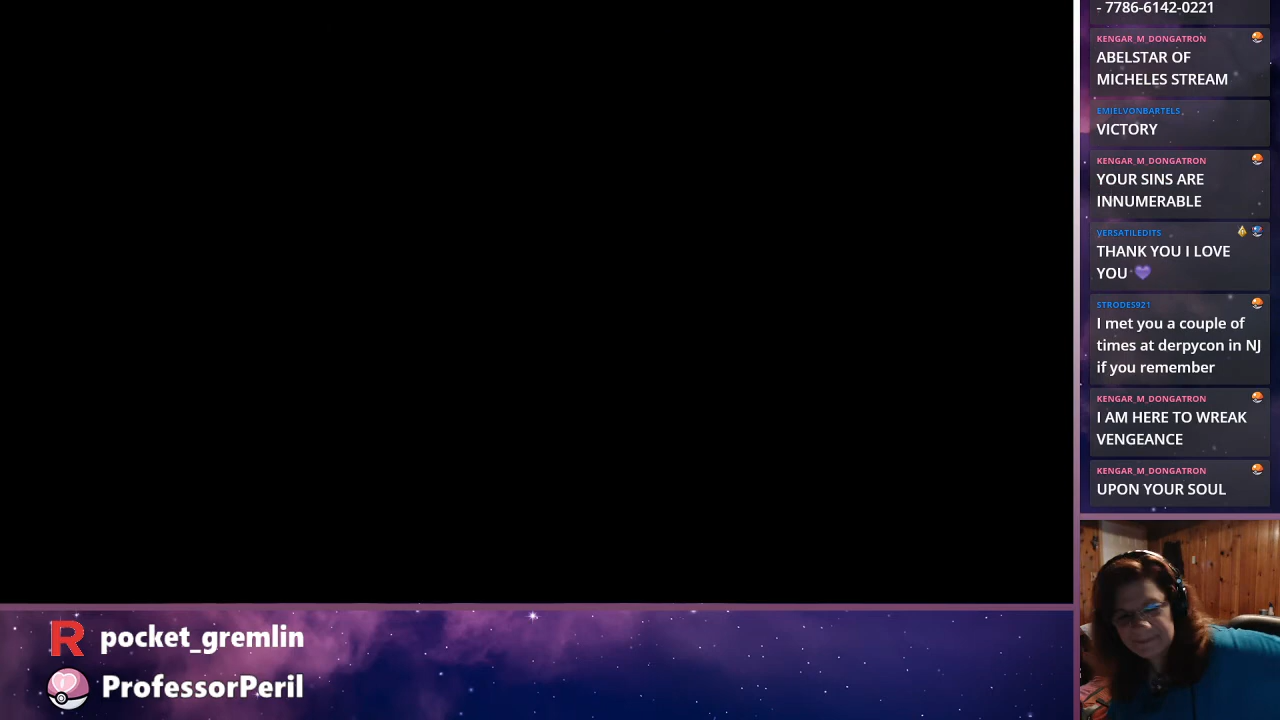 - 7786-6142-0221
KENGAR_M_DONGATRON
ABELSTAR OF
MICHELES STREAM
EMIELVONBARTELS
VICTORY
KENGAR_M_DONGATRON
YOUR SINS ARE
INNUMERABLE
VERSATILEDITS
THANK YOU I LOVE
YOU 💜
STRODES921
I met you a couple of
times at derpycon in NJ
if you remember
KENGAR_M_DONGATRON
I AM HERE TO WREAK
VENGEANCE
KENGAR_M_DONGATRON
UPON YOUR SOUL
R pocket_gremlin
ProfessorPeril